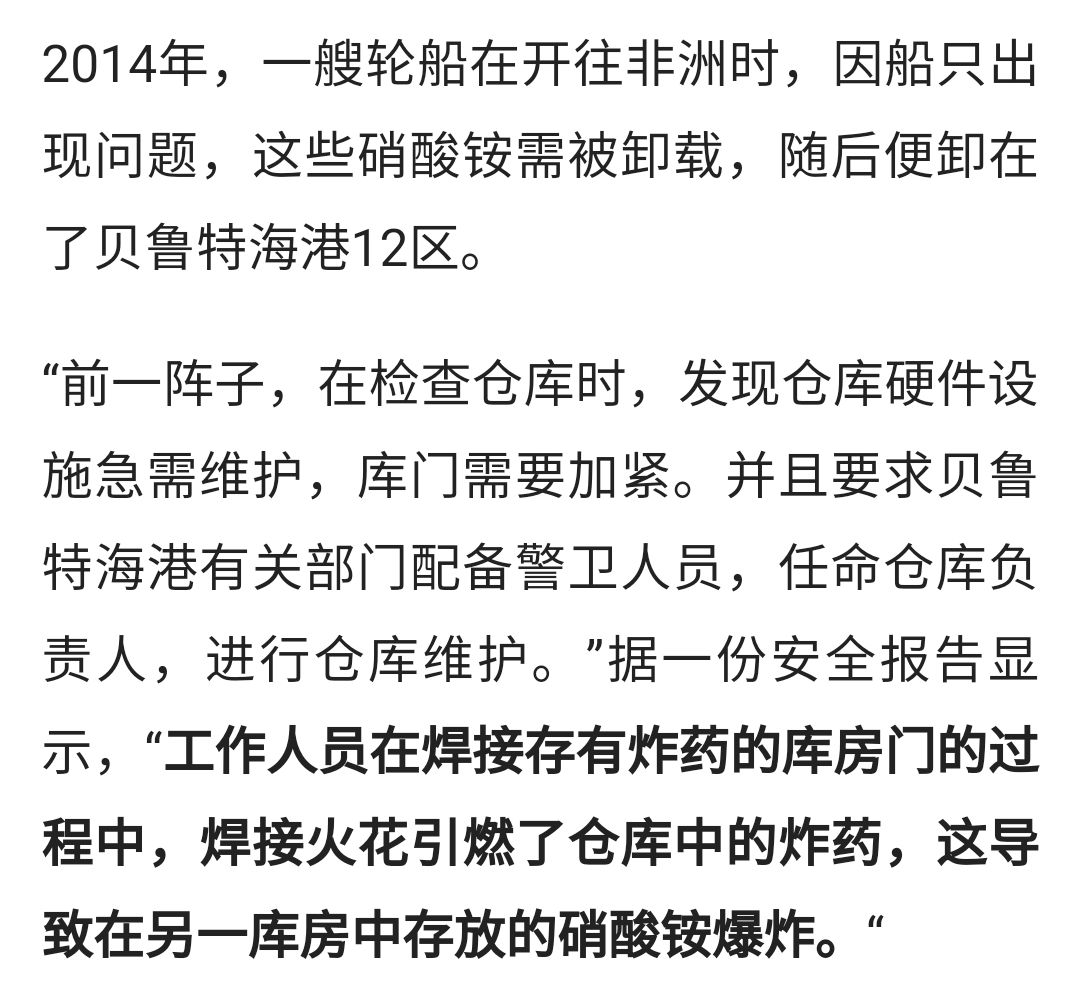 2014年，一艘轮船在开往非洲时，因船只出
现问题，这些硝酸铵需被卸载，随后便卸在
了贝鲁特海港12区。
“前一阵子，在检查仓库时，发现仓库硬件设
施急需维护，库门需要加紧。并且要求贝鲁
特海港有关部门配备警卫人员，任命仓库负
责人，进行仓库维护。”据一份安全报告显
示，“工作人员在焊接存有炸药的库房门的过
程中，焊接火花引燃了仓库中的炸药，这导
致在另一库房中存放的硝酸铵爆炸。“